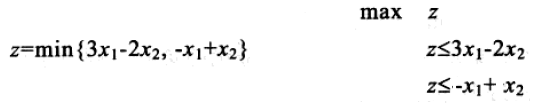 max z
z=min{3x₁-2x₂, -x₁+x₂}
z≤3x₁-2x₂
z≤-x₁+x₂